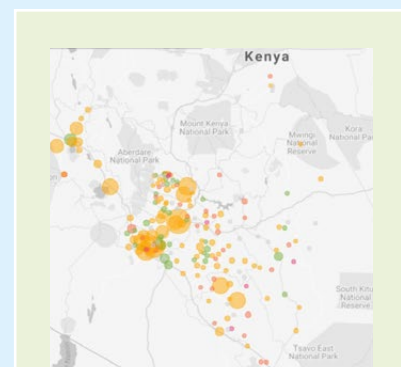 Kenya
Mount Kenya
National Park
Aberdare
National Park
Mwingi
National
Reserve
Kora
National Pa
South Kitu
National
Reserve
Tsavo East
National Park